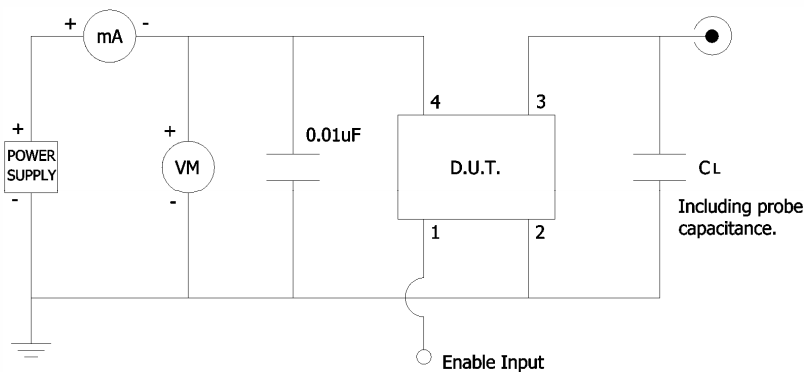 + mA -
4
3
0.01uF
+
+
POWER
SUPPLY
VM
D.U.T.
CL
-
-
Including probe
capacitance.
1
2
Enable Input